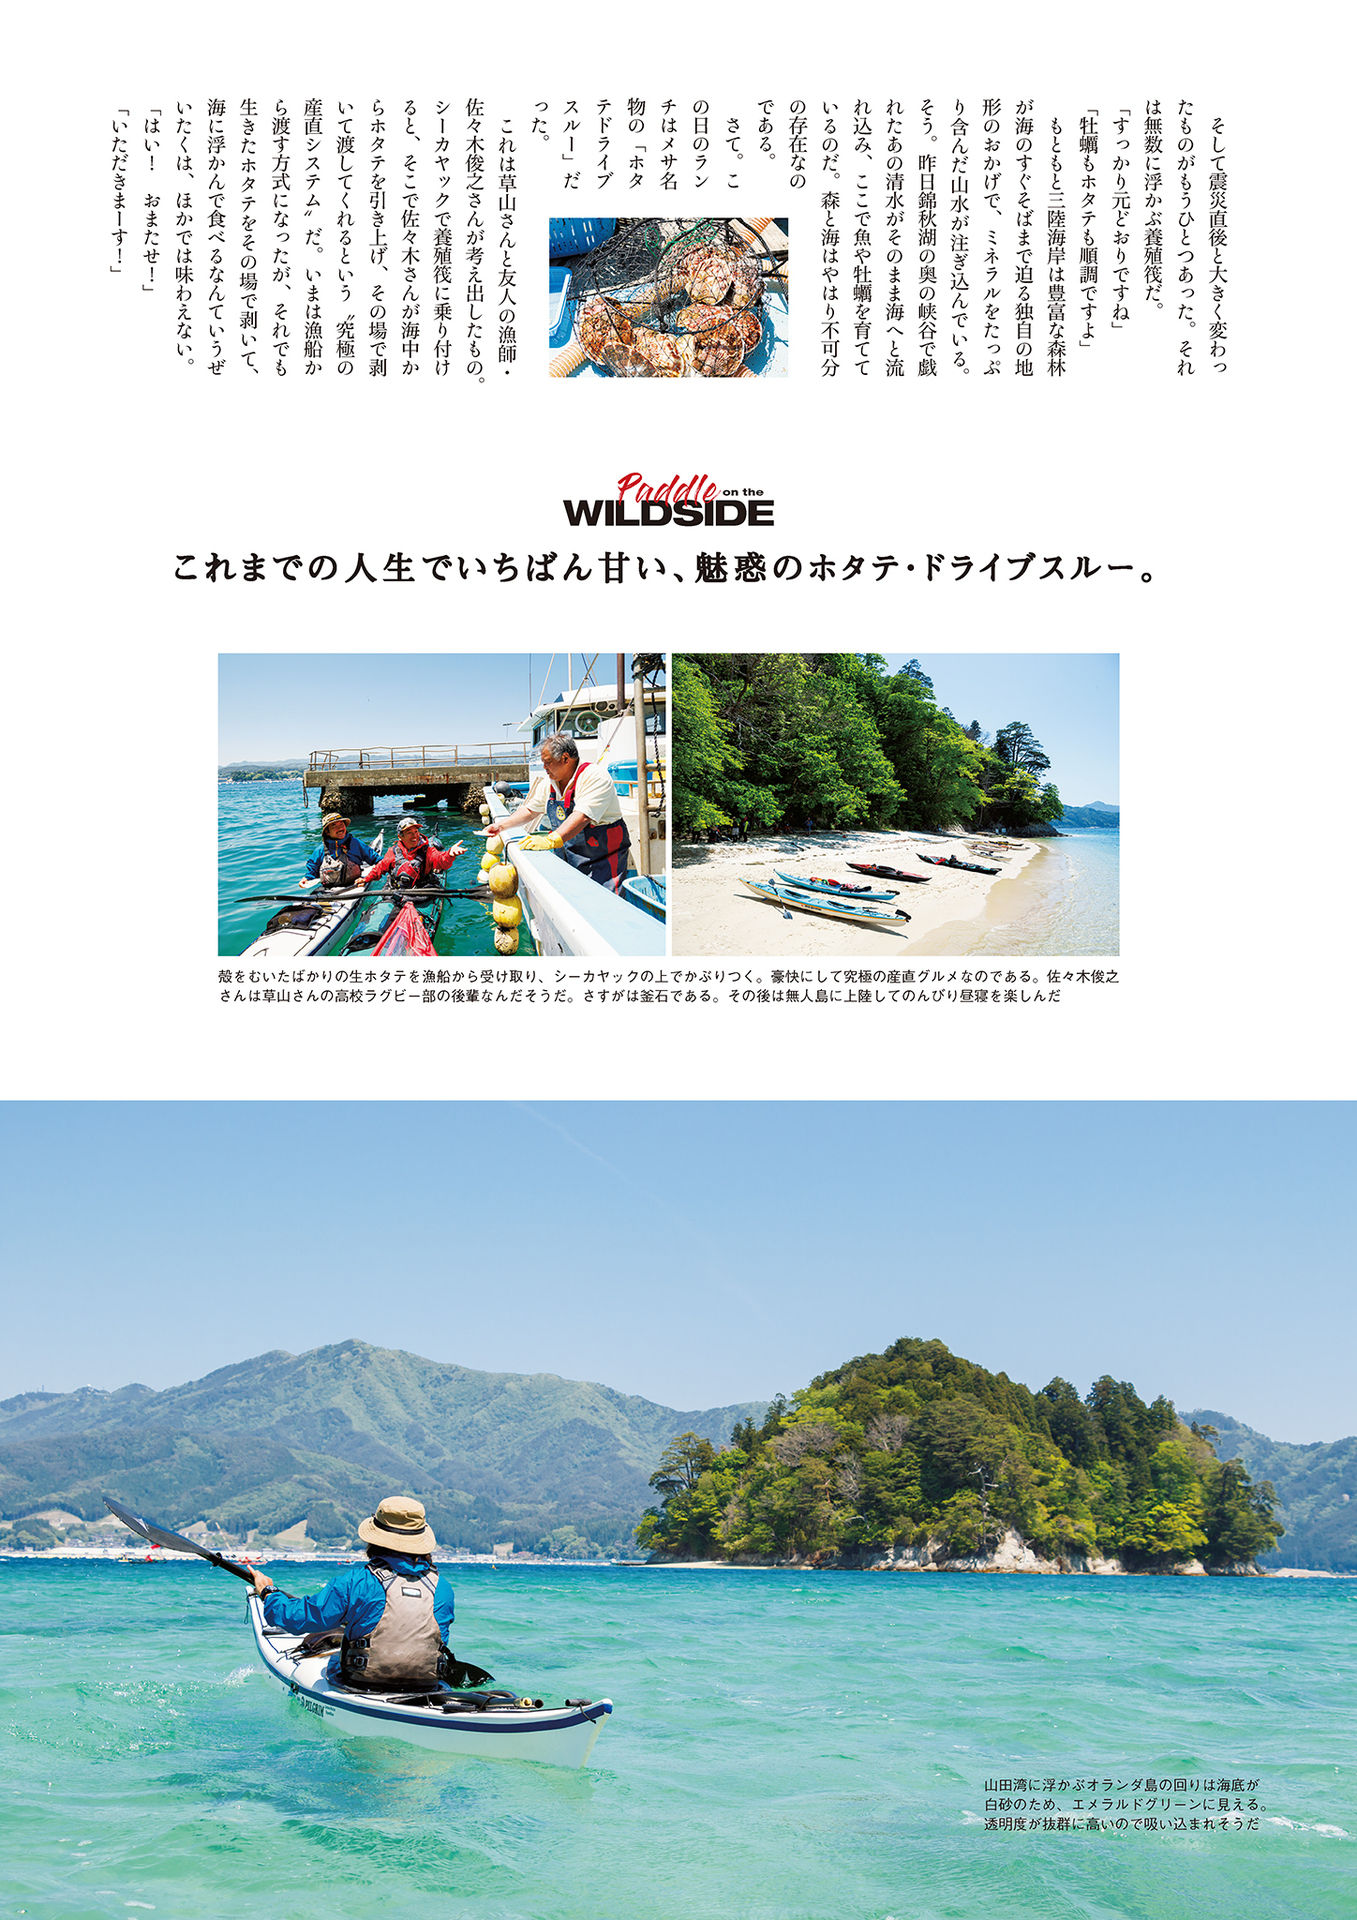 そして震災直後と大きく変わっ
たものがもうひとつあった。それ
は無数に浮かぶ養殖筏だ。
「すっかり元どおりですね」
「牡蠣もホタテも順調ですよ」
もともと三陸海岸は豊富な森林
が海のすぐそばまで迫る独自の地
形のおかげで、ミネラルをたっぷ
り含んだ山水が注ぎ込んでいる。
そう。昨日錦秋湖の奥の峡谷で戯
れたあの清水がそのまま海へと流
れ込み、ここで魚や牡蠣を育てて
いるのだ。森と海はやはり不可分
の存在なの
である。
さて。こ
の日のラン
チはメサ名
物の「ホタ
テドライブ
スルー」だ
った。
これは草山さんと友人の漁師・
佐々木俊之さんが考え出したもの。
シーカヤックで養殖筏に乗り付け
ると、そこで佐々木さんが海中か
らホタテを引き上げ、その場で剥
いて渡してくれるという〝究極の
産直システム〟だ。いまは漁船か
ら渡す方式になったが、それでも
生きたホタテをその場で剥いて、
海に浮かんで食べるなんていうぜ
いたくは、ほかでは味わえない。
「はい！　おまたせ！」
「いただきまーす！」
Paddle on the
WILDSIDE
これまでの人生でいちばん甘い、魅惑のホタテ・ドライブスルー。
殻をむいたばかりの生ホタテを漁船から受け取り、シーカヤックの上でかぶりつく。豪快にして究極の産直グルメなのである。佐々木俊之
さんは草山さんの高校ラグビー部の後輩なんだそうだ。さすがは釜石である。その後は無人島に上陸してのんびり昼寝を楽しんだ
PILGRIM
山田湾に浮かぶオランダ島の回りは海底が
白砂のため、エメラルドグリーンに見える。
透明度が抜群に高いので吸い込まれそうだ